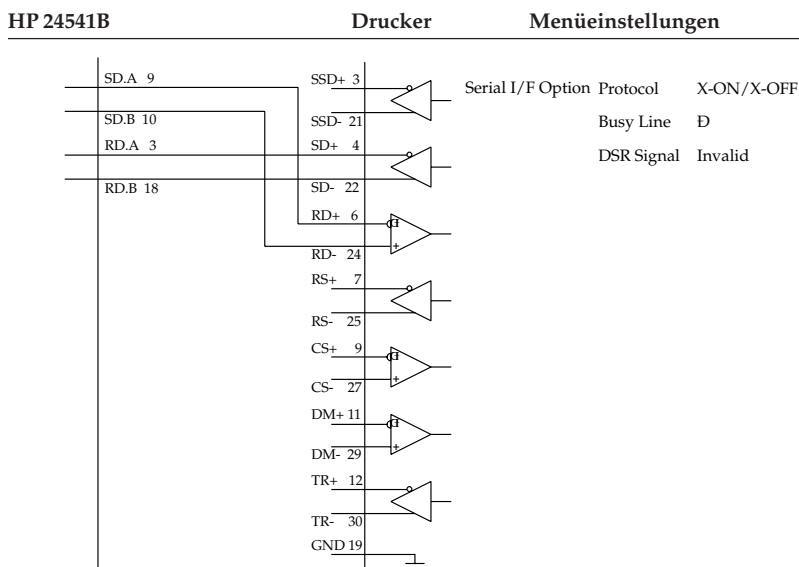 HP 24541B Drucker Menüeinstellungen
SD.A 9 SSD+ 3 Serial I/F Option Protocol X-ON/X-OFF
SD.B 10 SSD- 21 Busy Line Ð
RD.A 3 SD+ 4 DSR Signal Invalid
RD.B 18 SD- 22
RD+ 6
RD- 24
RS+ 7
RS- 25
CS+ 9
CS- 27
DM+ 11
DM- 29
TR+ 12
TR- 30
GND 19